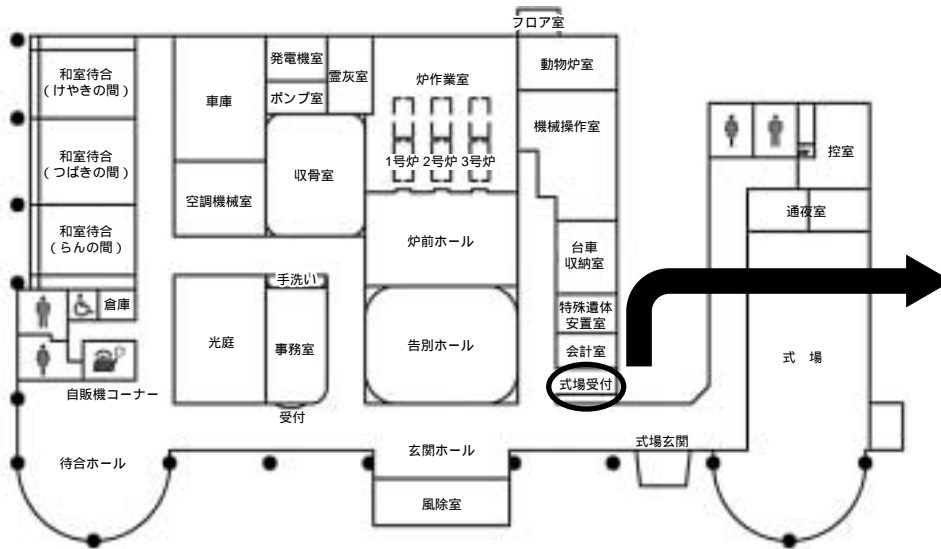 フロア室
和室待合
（けやきの間）
車庫
発電機室
霊灰室
ポンプ室
炉作業室
動物炉室
機械操作室
控室
和室待合
（つばきの間）
収骨室
1号炉
2号炉
3号炉
空調機械室
通夜室
和室待合
（らんの間）
炉前ホール
台車
収納室
手洗い
倉庫
特殊遺体
安置室
光庭
事務室
告別ホール
会計室
式　場
式場受付
自販機コーナー
受付
待合ホール
玄関ホール
式場玄関
風除室